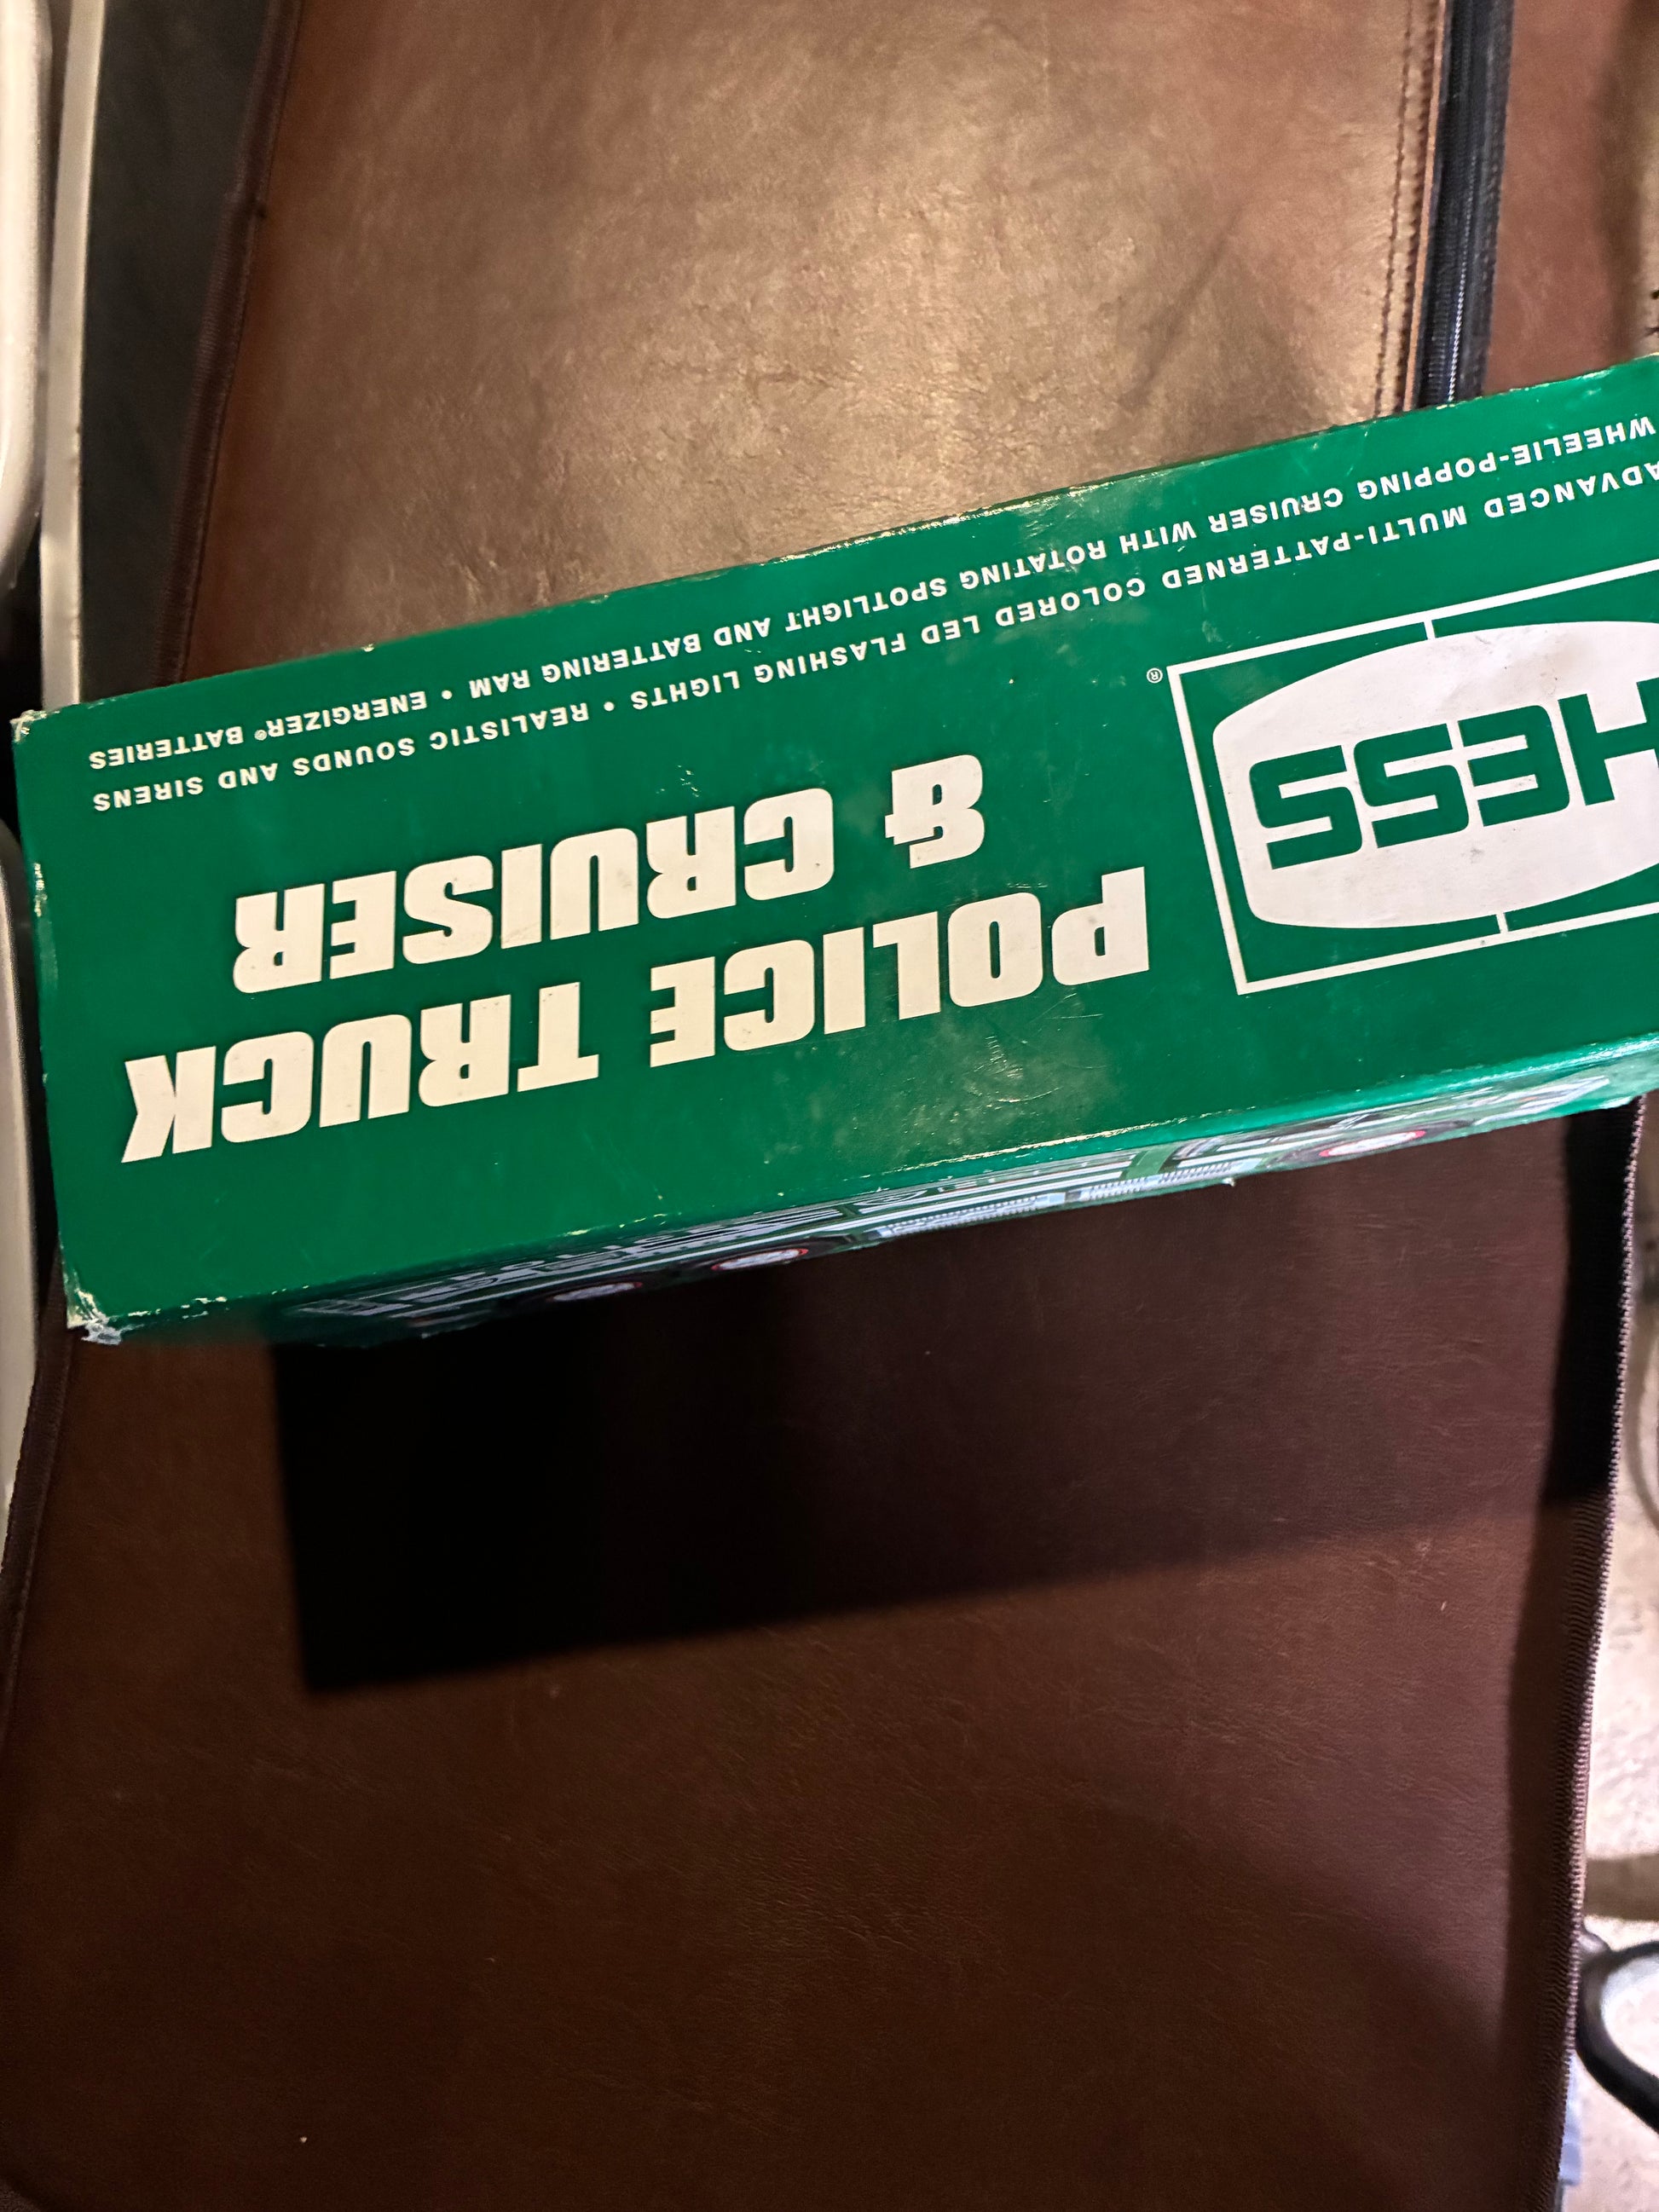 HESS
®
POLICE TRUCK
& CRUISER
ADVANCED MULTI-PATTERNED COLORED LED FLASHING LIGHTS • REALISTIC SOUNDS AND SIRENS
WHEELIE-POPPING CRUISER WITH ROTATING SPOTLIGHT AND BATTERING RAM • ENERGIZER® BATTERIES